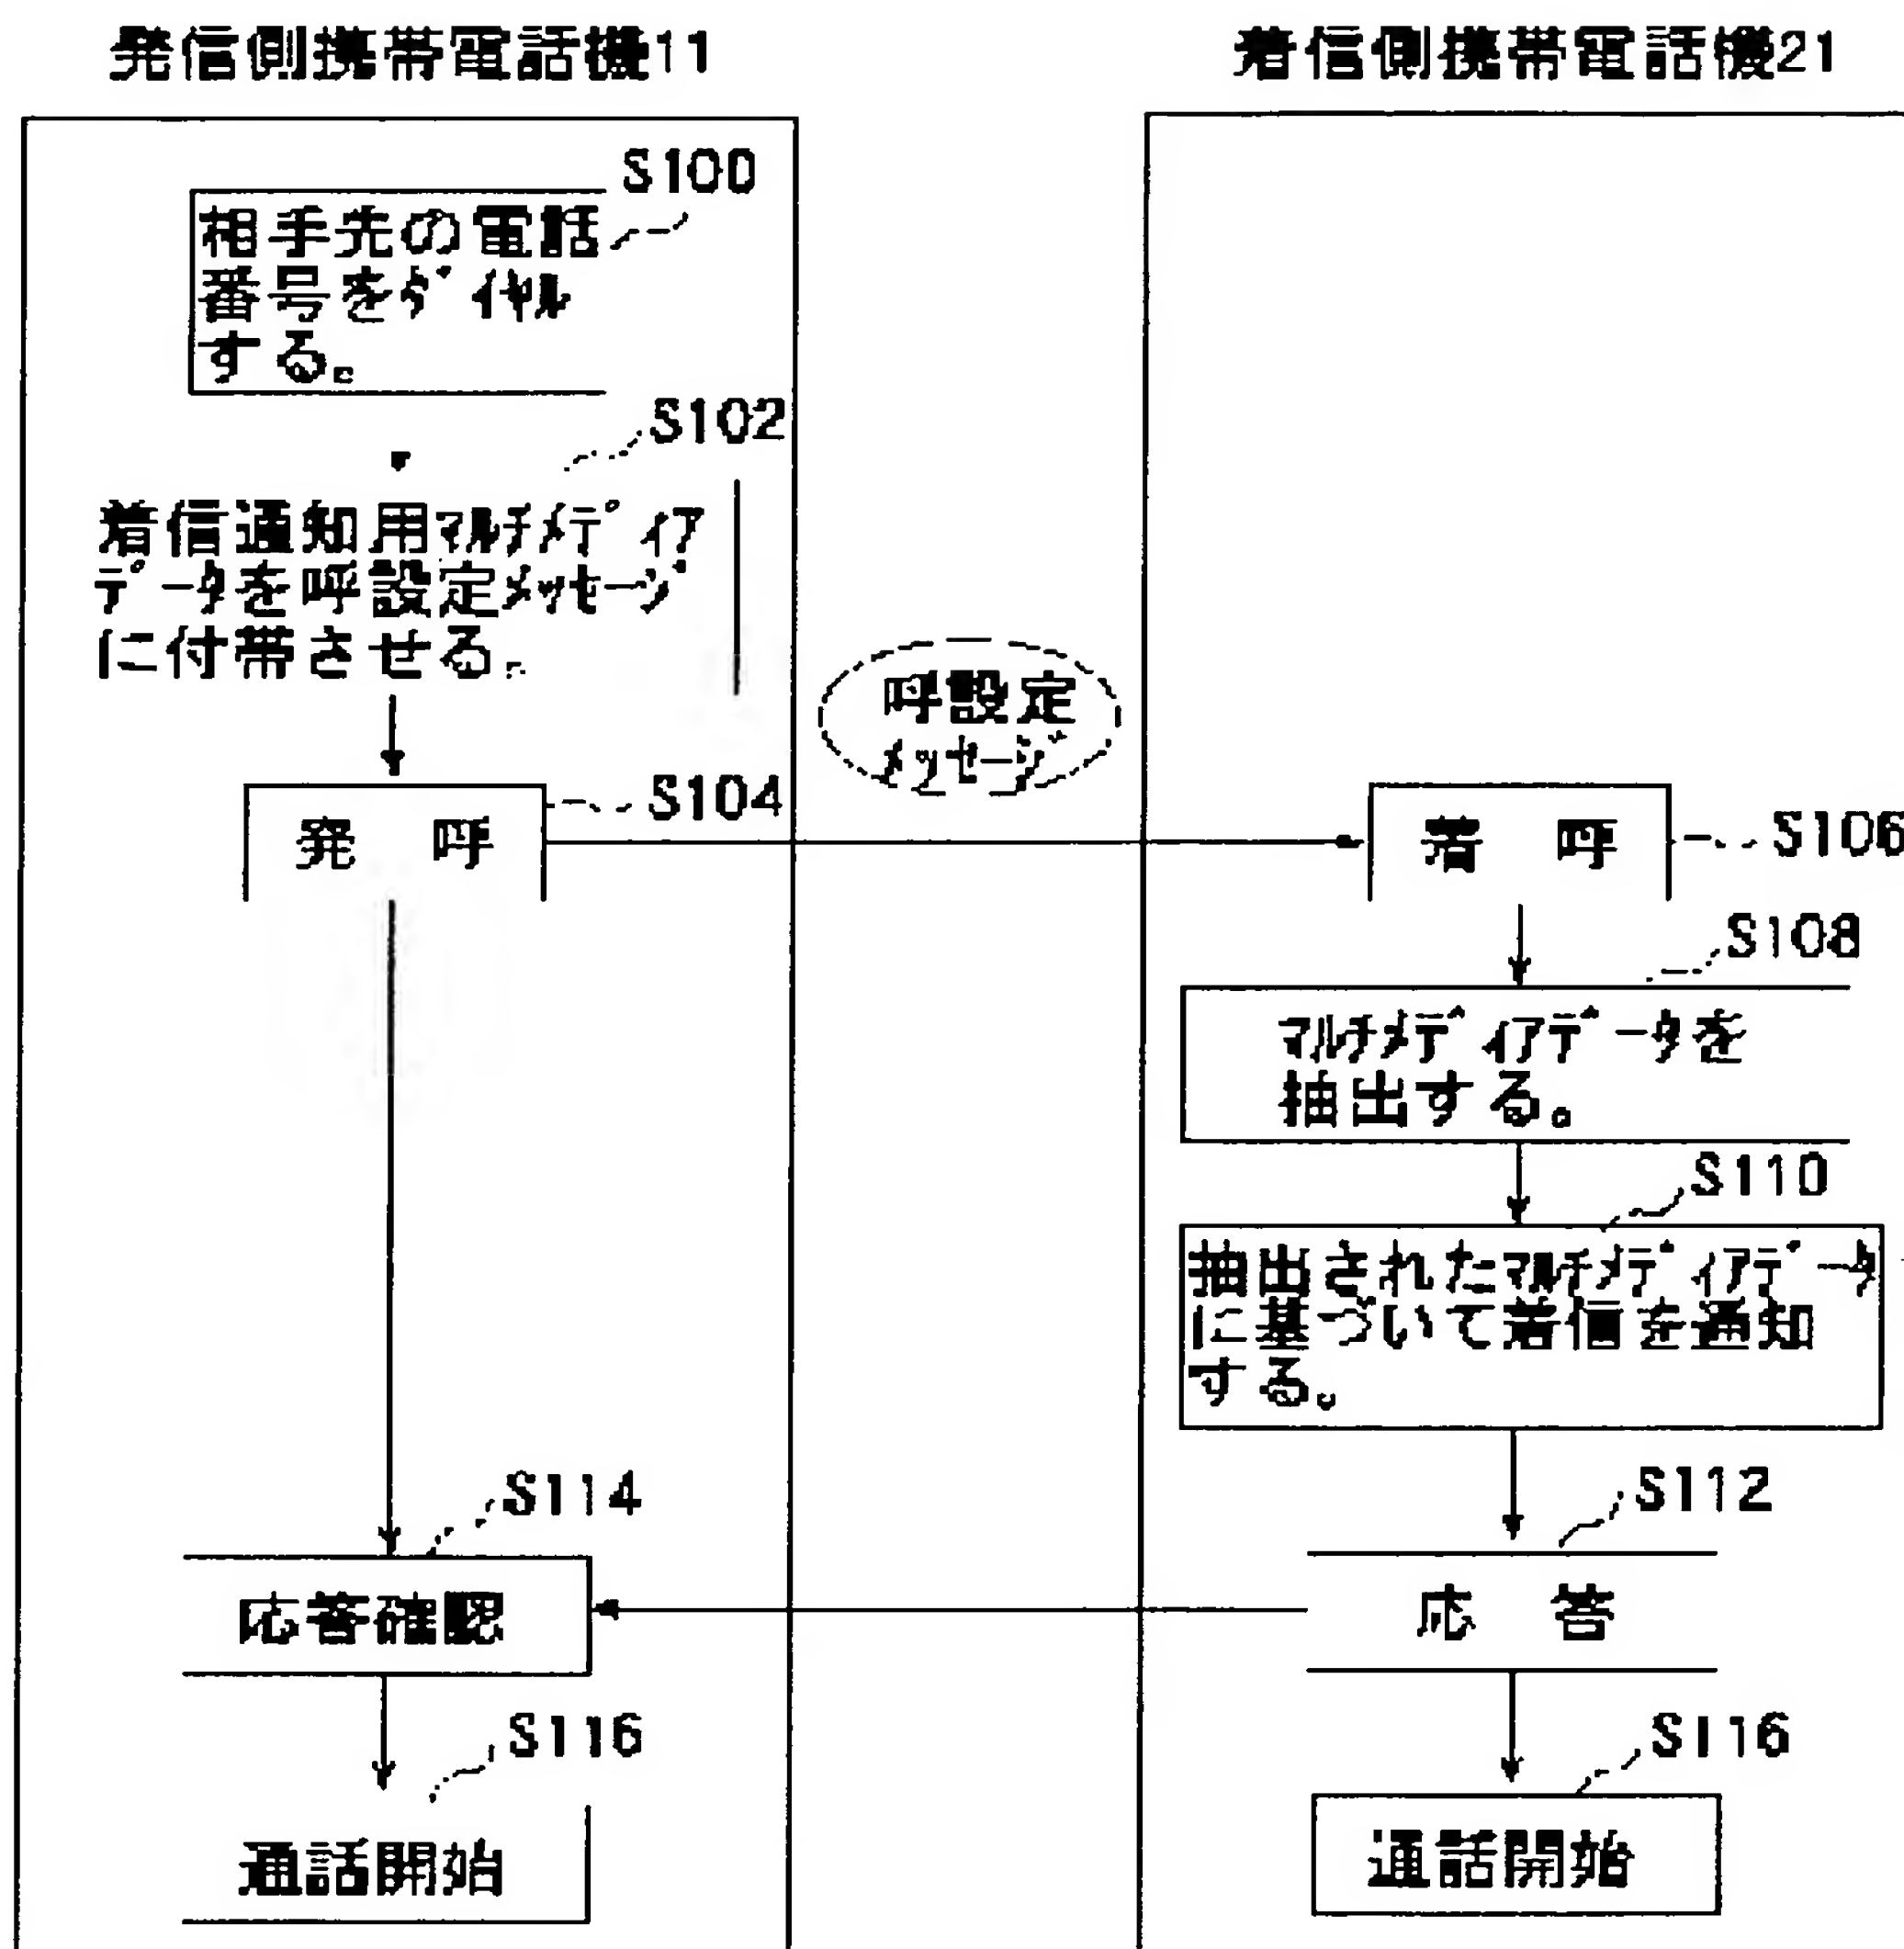 発信側携帯電話機11
着信側携帯電話機21
S100
相手先の電話
番号をダイヤル
する。
S102
着信通知用マルチメディア
データを呼設定メッセージ
に付帯させる。
呼設定
メッセージ
S104
発 呼
着 呼
S106
S108
マルチメディアデータを
抽出する。
S110
抽出されたマルチメディアデータ
に基づいて着信を通知
する。
S114
応答確認
S112
応 答
S116
通話開始
S116
通話開始